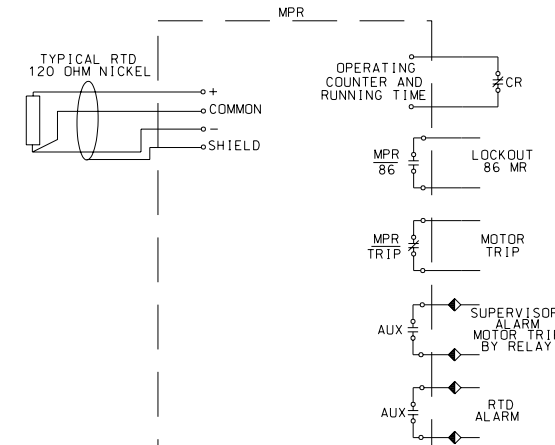 MPR
TYPICAL RTD
120 OHM NICKEL
+
COMMON
-
SHIELD
OPERATING
COUNTER AND
RUNNING TIME
CR
MPR
86
LOCKOUT
86 MR
MPR
TRIP
MOTOR
TRIP
AUX
SUPERVISOR
ALARM
MOTOR TRIP
BY RELAY
AUX
RTD
ALARM